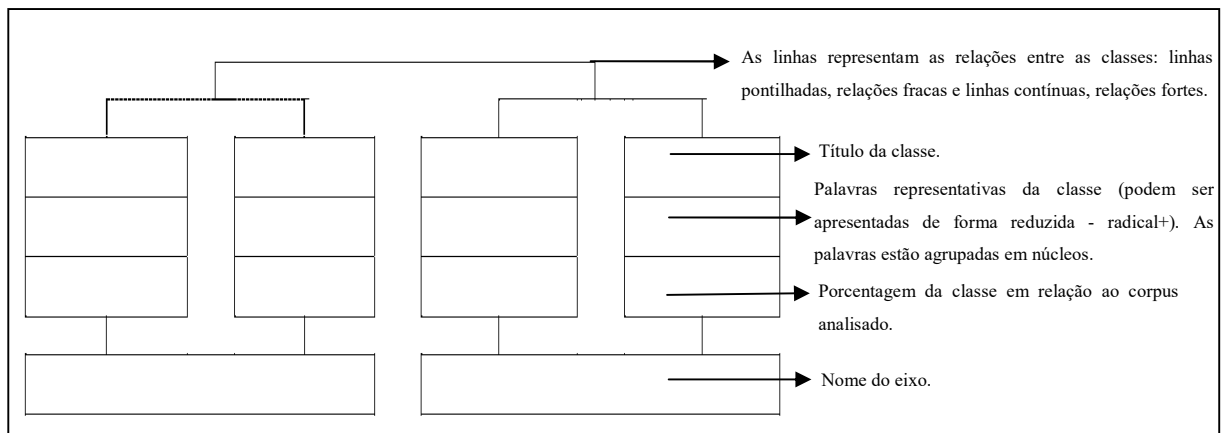 As linhas representam as relações entre as classes: linhas
pontilhadas, relações fracas e linhas contínuas, relações fortes.
Título da classe.
Palavras representativas da classe (podem ser
apresentadas de forma reduzida - radical+). As
palavras estão agrupadas em núcleos.
Porcentagem da classe em relação ao corpus
analisado.
Nome do eixo.